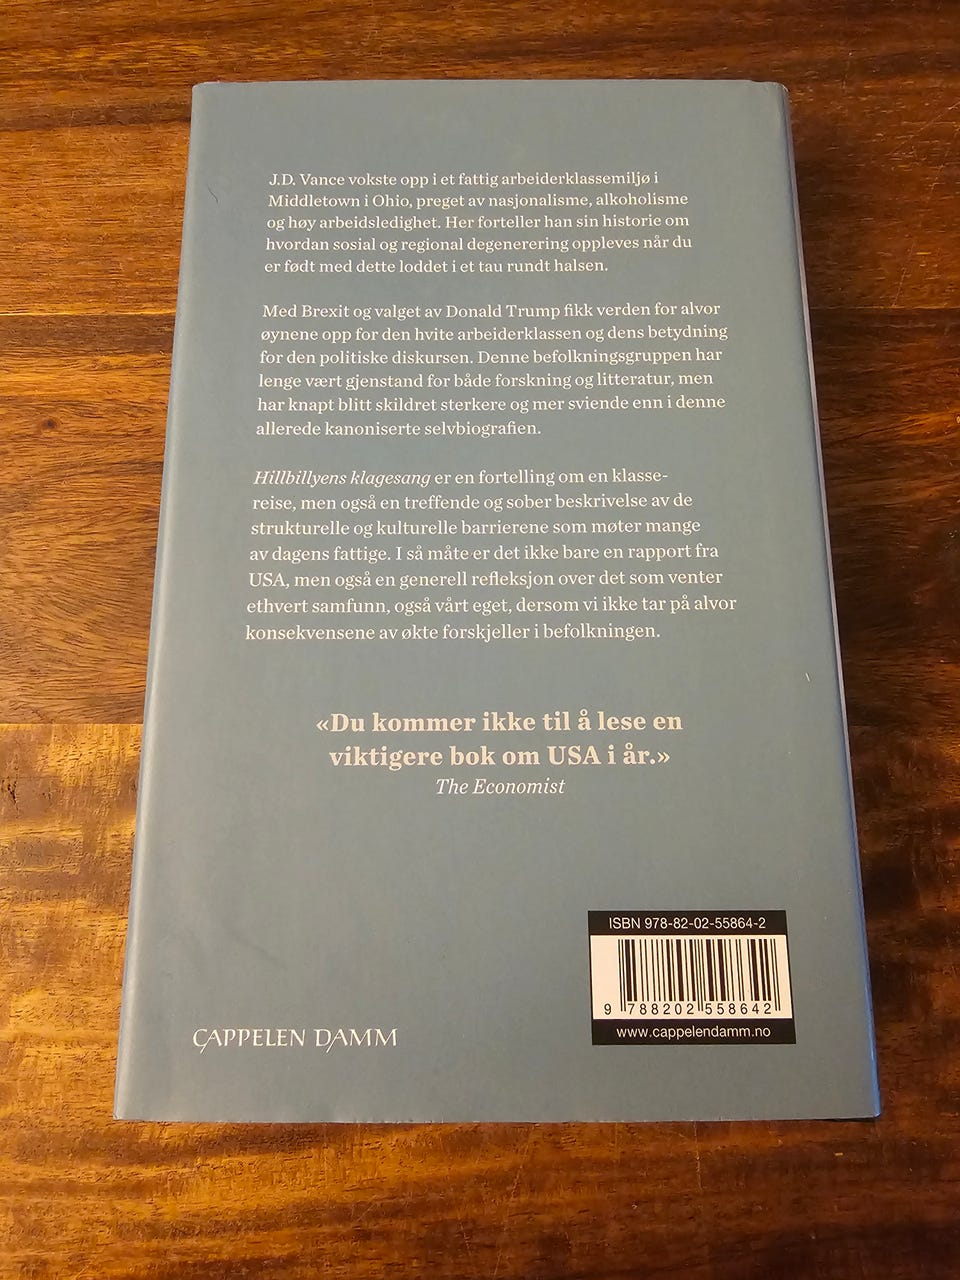 J.D. Vance vokste opp i et fattig arbeiderklassemiljø i
Middletown i Ohio, preget av nasjonalisme, alkoholisme
og høy arbeidsledighet. Her forteller han sin historie om
hvordan sosial og regional degenerering oppleves når du
er født med dette loddet i et tau rundt halsen.
Med Brexit og valget av Donald Trump fikk verden for alvor
øynene opp for den hvite arbeiderklassen og dens betydning
for den politiske diskursen. Denne befolkningsgruppen har
lenge vært gjenstand for både forskning og litteratur, men
har knapt blitt skildret sterkere og mer sviende enn i denne
allerede kanoniserte selvbiografien.
Hillbillyens klagesang er en fortelling om en klasse-
reise, men også en treffende og sober beskrivelse av de
strukturelle og kulturelle barrierene som møter mange
av dagens fattige. I så måte er det ikke bare en rapport fra
USA, men også en generell refleksjon over det som venter
ethvert samfunn, også vårt eget, dersom vi ikke tar på alvor
konsekvensene av økte forskjeller i befolkningen.
«Du kommer ikke til å lese en
viktigere bok om USA i år.»
The Economist
ISBN 978-82-02-55864-2
9 788202 558642
www.cappelendamm.no
CAPPELEN DAMM